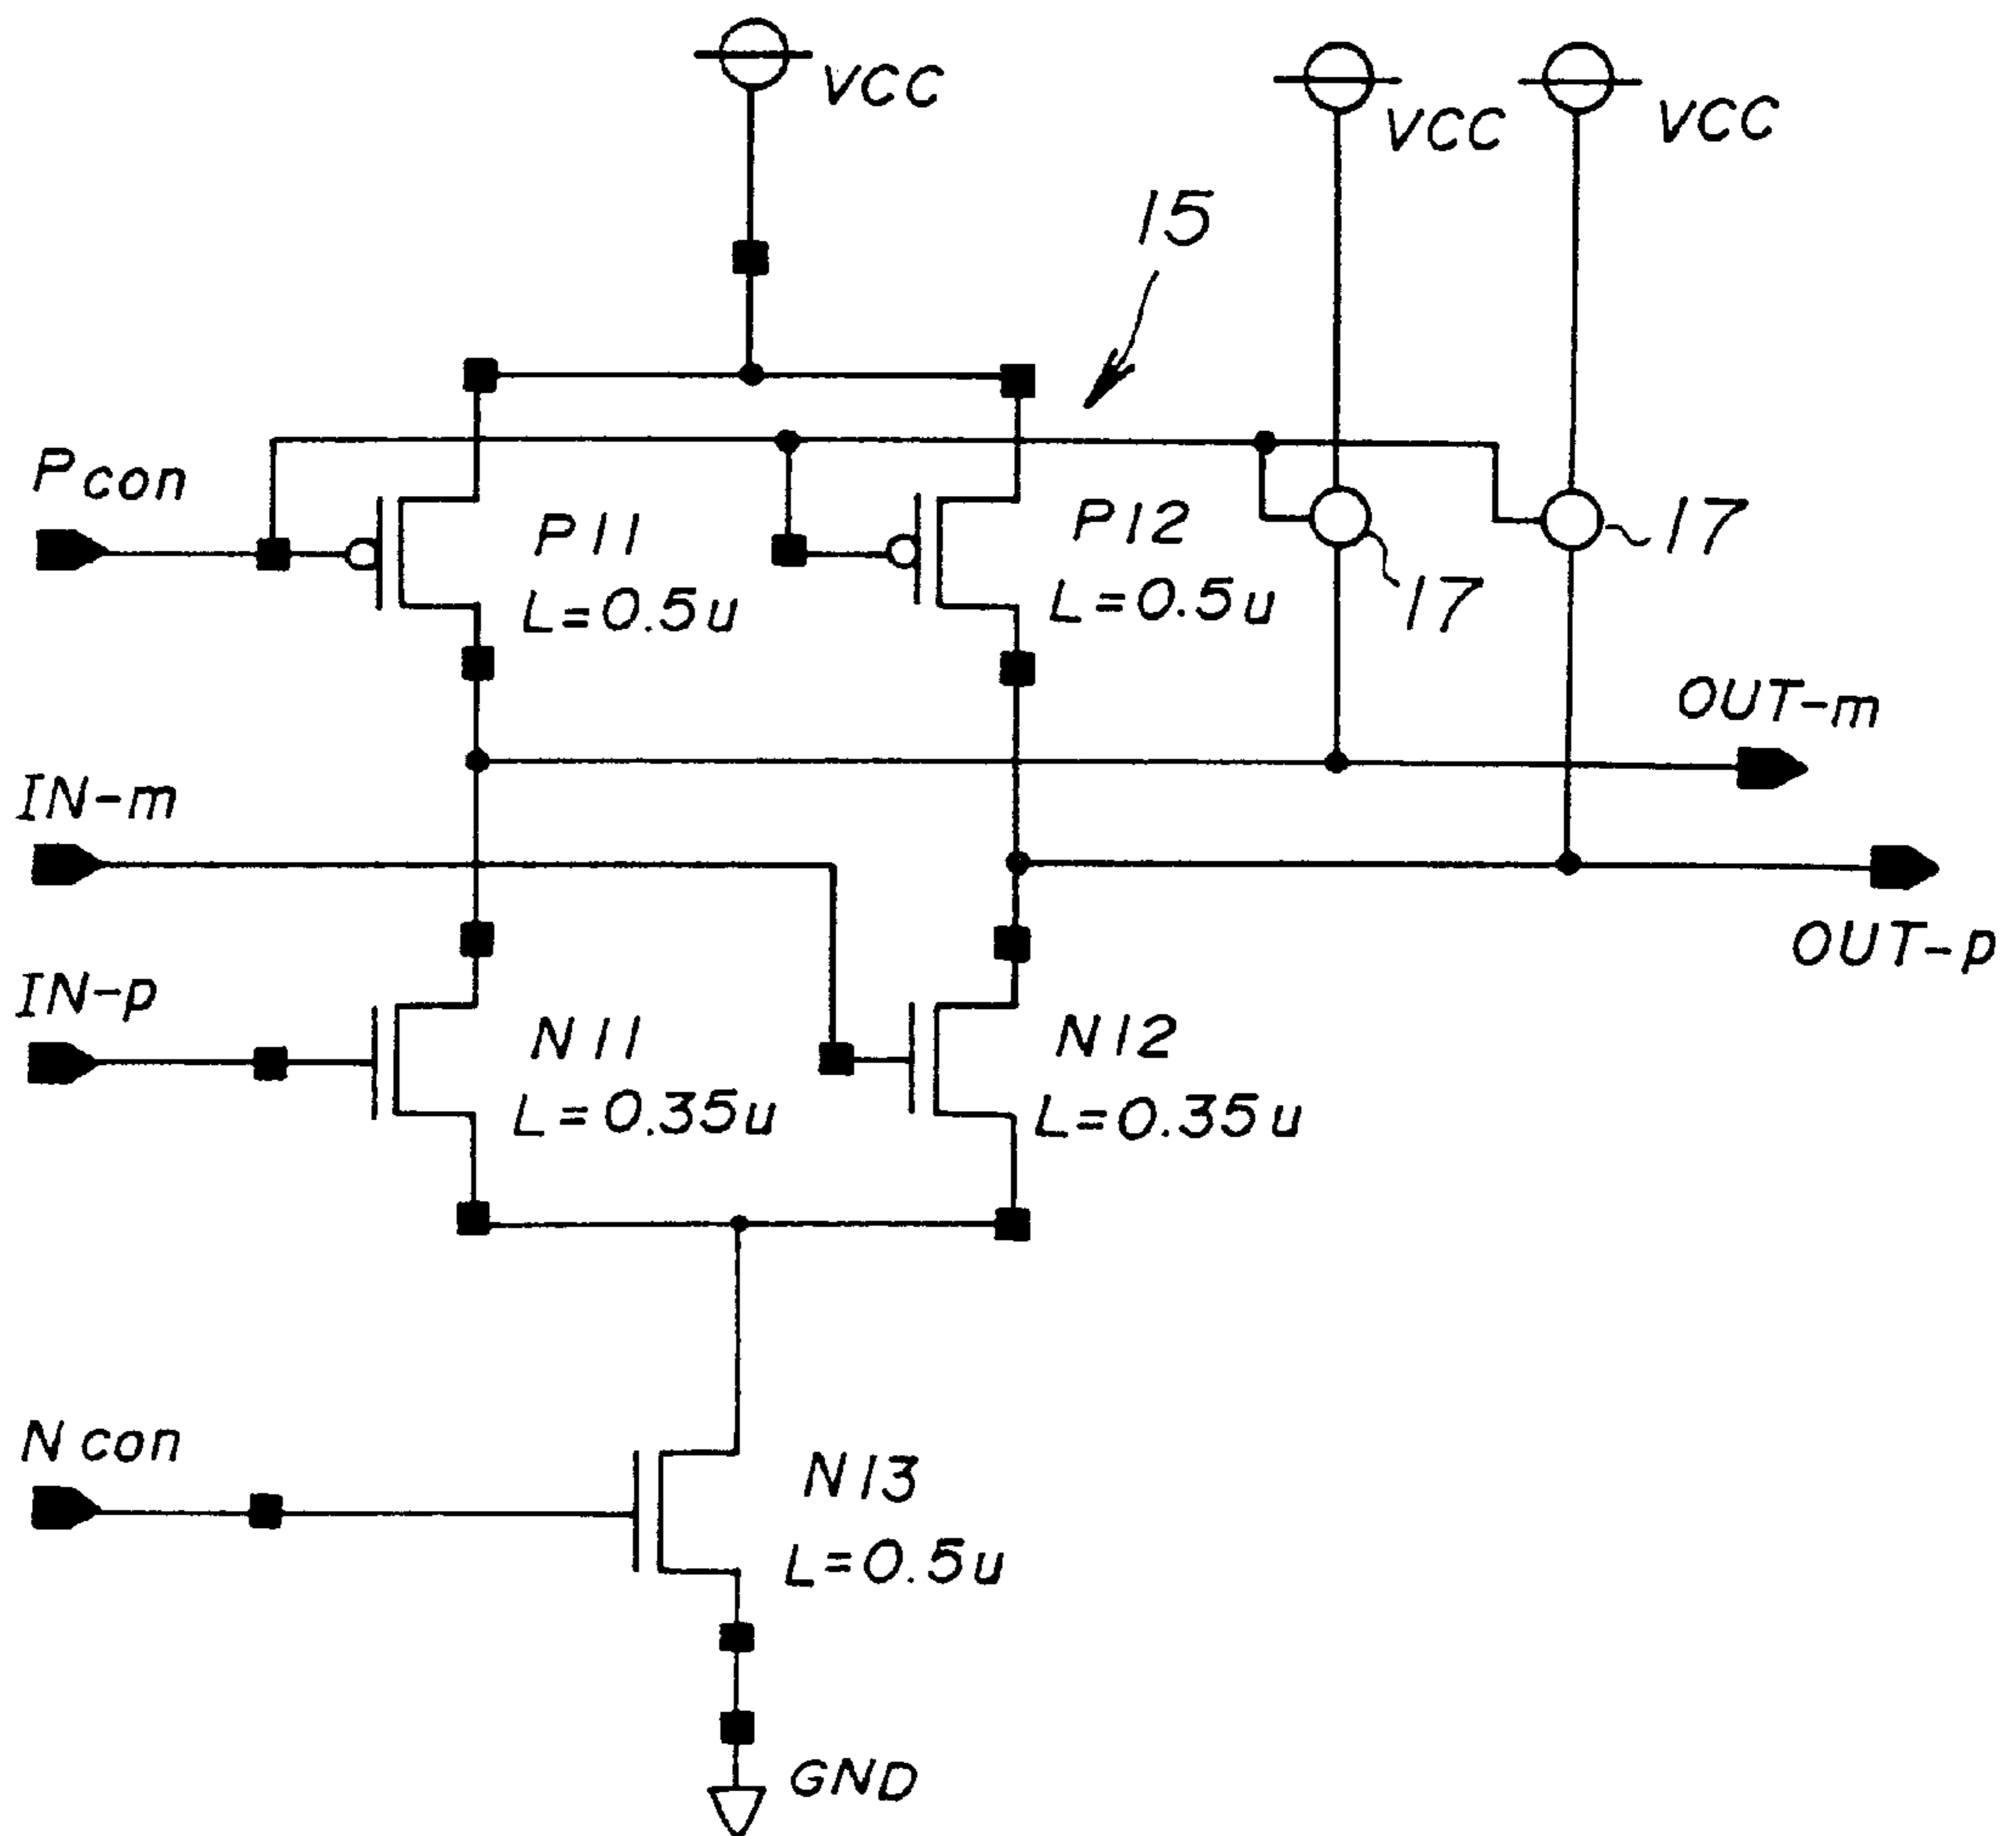 VCC
VCC
VCC
15
Pcon
P11
L=0.5u
P12
L=0.5u
17
17
OUT-m
IN-m
OUT-p
IN-p
N11
L=0.35u
N12
L=0.35u
Ncon
N13
L=0.5u
GND